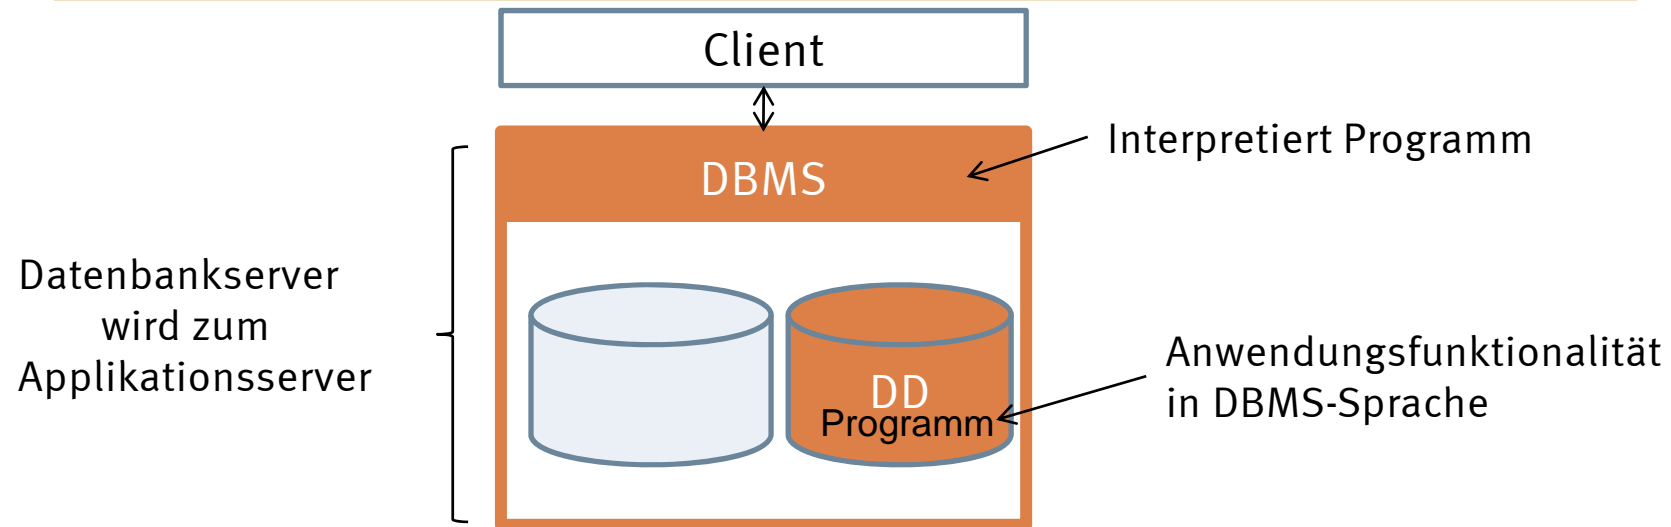 Client
Interpretiert Programm
DBMS
Datenbankserver
wird zum
Applikationsserver
Anwendungsfunktionalität
in DBMS-Sprache
DD
Programm